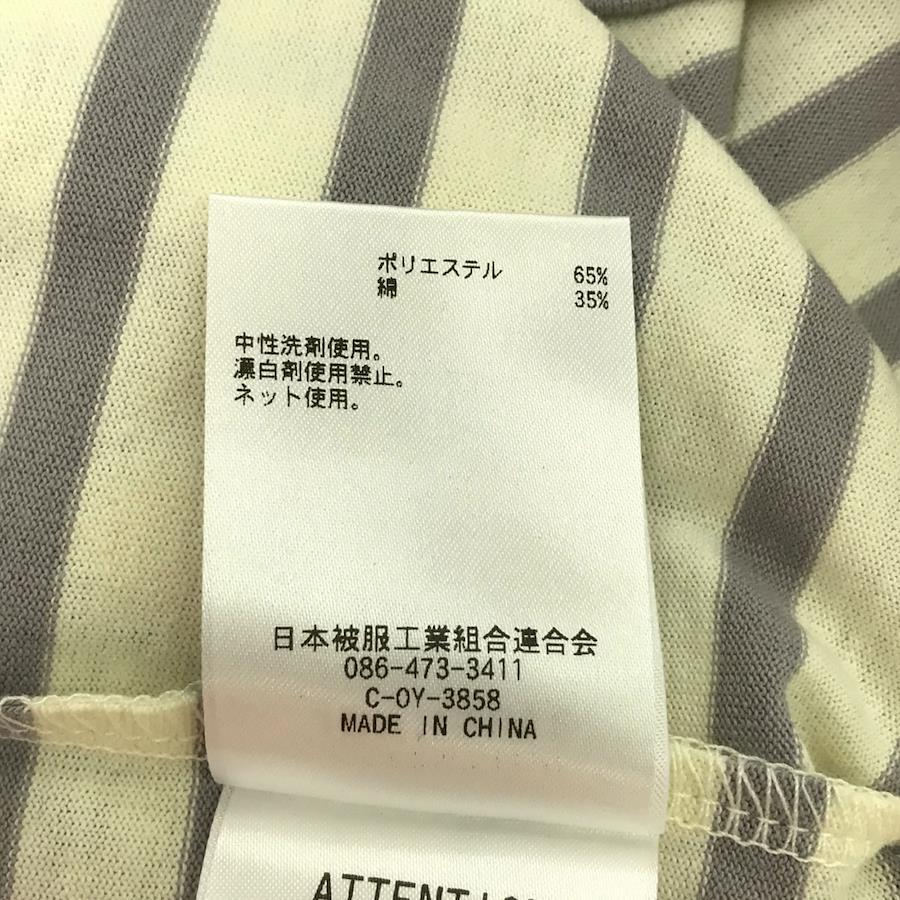 ポリエステル 65%
綿 35%
中性洗剤使用。
漂白剤使用禁止。
ネット使用。
日本被服工業組合連合会
086-473-3411
C-OY-3858
MADE IN CHINA